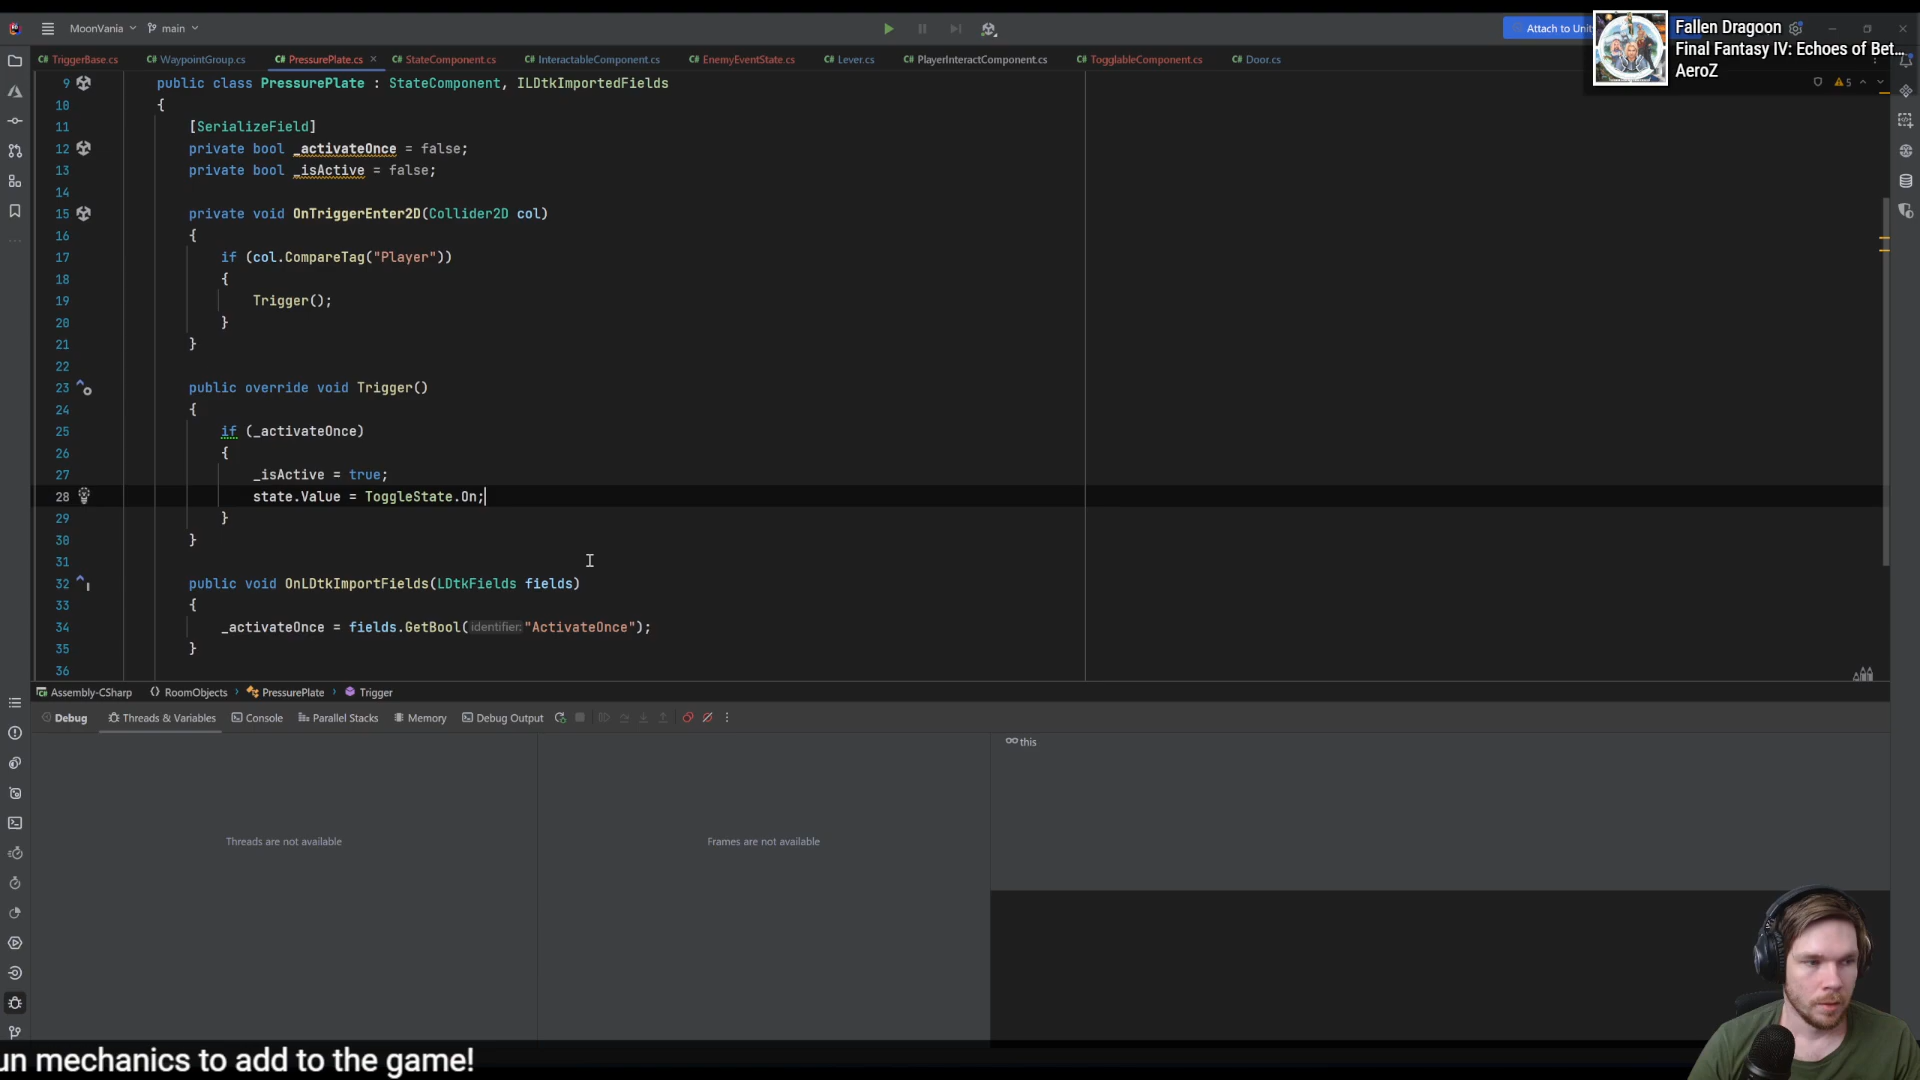 MoonVania main
Attach to Unit
Fallen Dragoon
Final Fantasy IV: Echoes of Bet...
AeroZ
TriggerBase.cs WaypointGroup.cs PressurePlate.cs StateComponent.cs InteractableComponent.cs EnemyEventState.cs Lever.cs PlayerInteractComponent.cs TogglableComponent.cs Door.cs
5
9 public class PressurePlate : StateComponent, ILDtkImportedFields
10 {
11 [SerializeField]
12 private bool _activateOnce = false;
13 private bool _isActive = false;
14
15 private void OnTriggerEnter2D(Collider2D col)
16 {
17 if (col.CompareTag("Player"))
18 {
19 Trigger();
20 }
21 }
22
23 public override void Trigger()
24 {
25 if (_activateOnce)
26 {
27 _isActive = true;
28 state.Value = ToggleState.On;
29 }
30 }
31
32 public void OnLDtkImportFields(LDtkFields fields)
33 {
34 _activateOnce = fields.GetBool(identifier: "ActivateOnce");
35 }
36
Assembly-CSharp RoomObjects PressurePlate Trigger
Debug Threads & Variables Console Parallel Stacks Memory Debug Output
this
Threads are not available Frames are not available
un mechanics to add to the game!